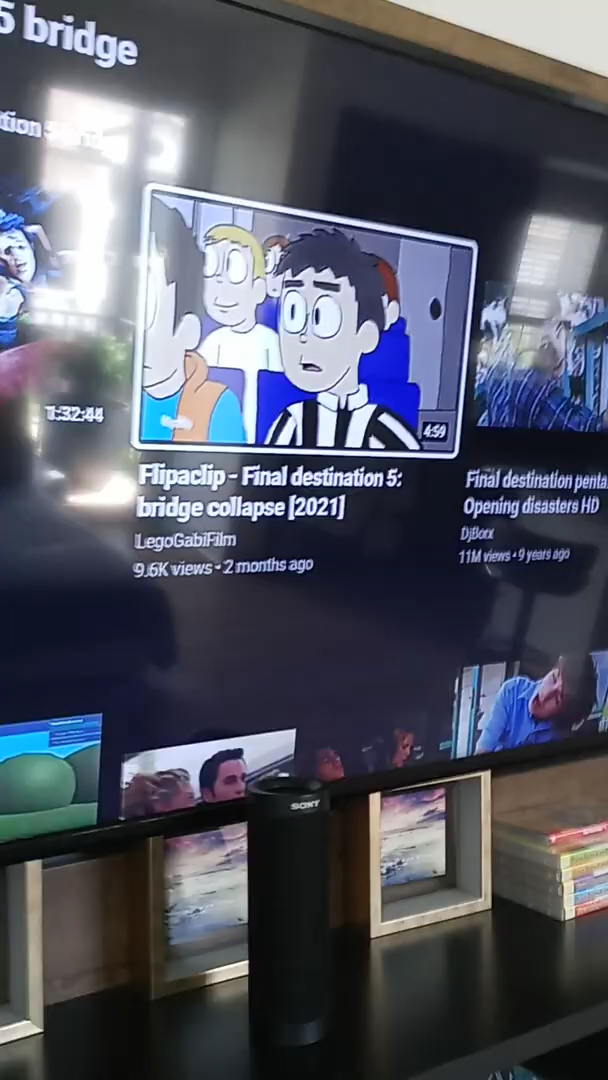 5 bridge
1:32:44
4:59
Flipaclip - Final destination 5:
bridge collapse [2021]
LegoGabiFilm
9.6K views • 2 months ago
Final destination penta
Opening disasters HD
DjBorx
11M views • 9 years ago
SONY